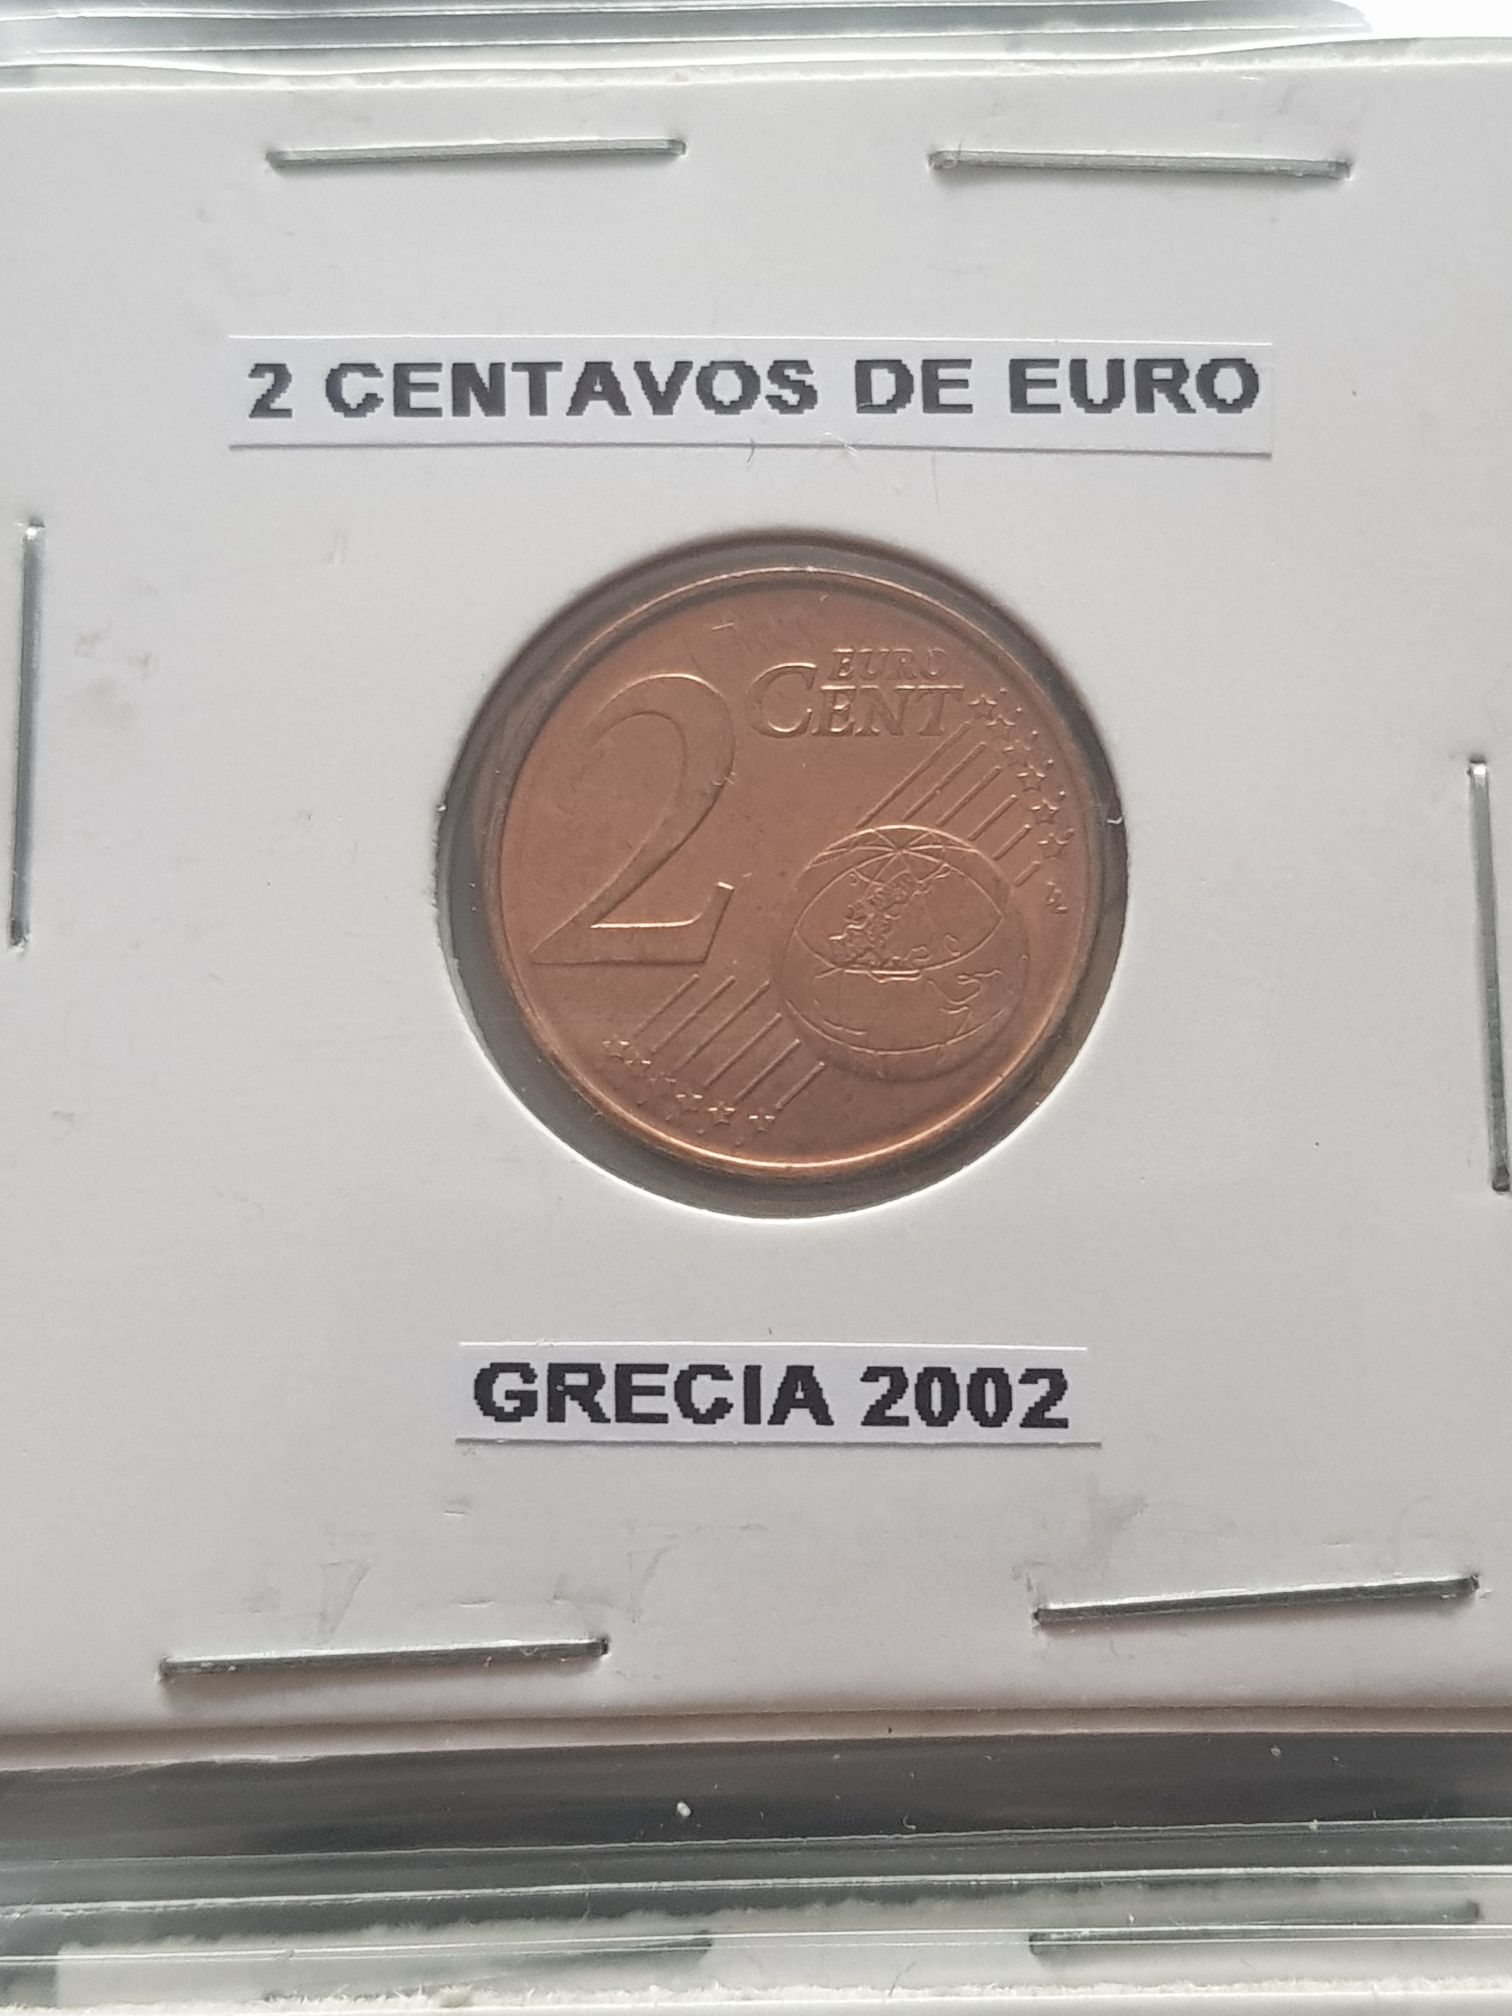 2 CENTAVOS DE EURO
2 EURO
CENT
GRECIA 2002